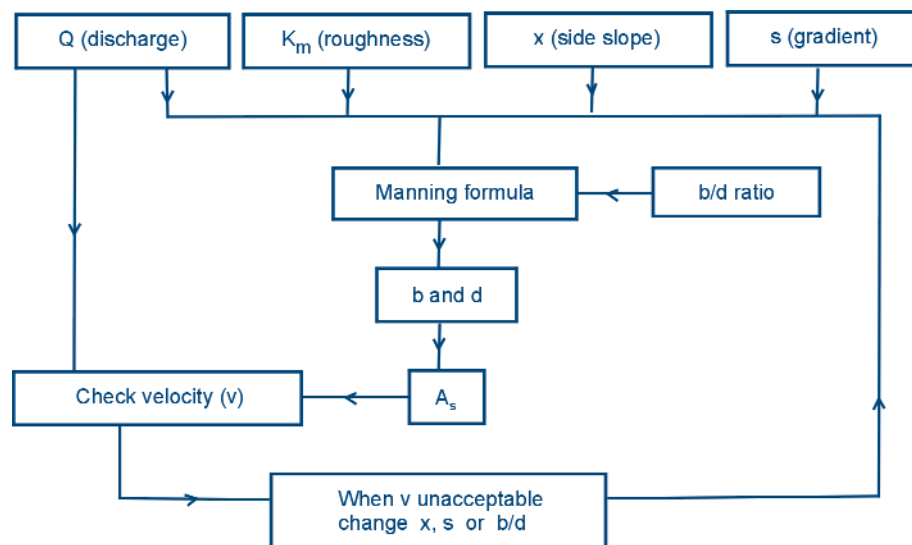 Q (discharge)
Km (roughness)
x (side slope)
s (gradient)
Manning formula
b/d ratio
b and d
Check velocity (v)
As
When v unacceptable
change x, s or b/d